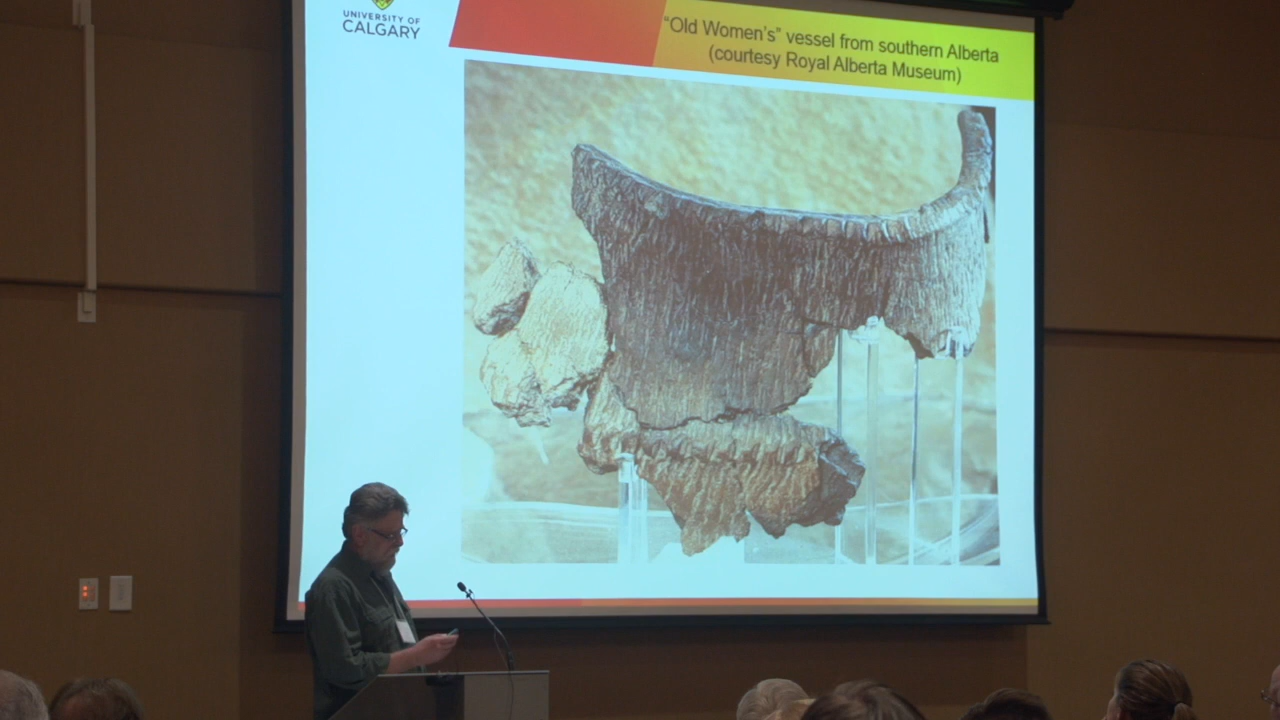 UNIVERSITY OF
CALGARY
“Old Women’s” vessel from southern Alberta
(courtesy Royal Alberta Museum)